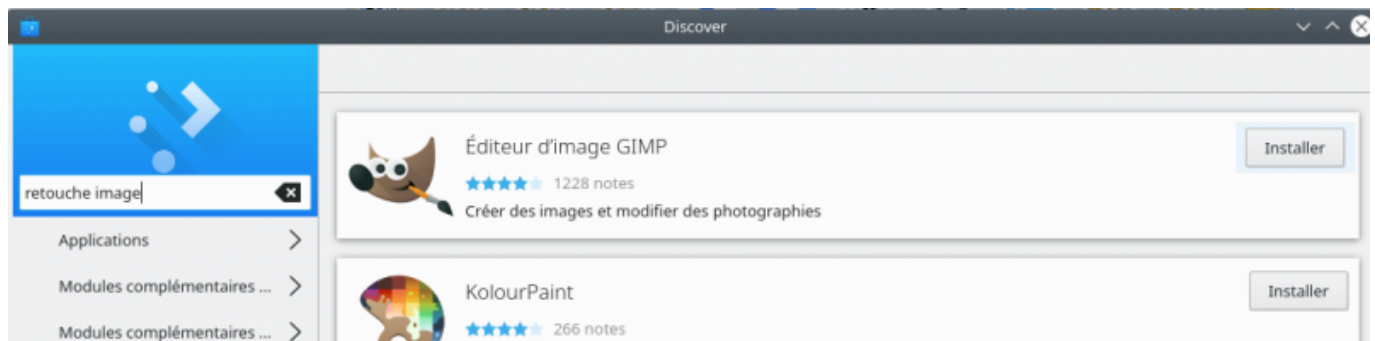 Discover
retouche image
Applications
Modules complémentaires ...
Modules complémentaires ...
Éditeur d'image GIMP
Installer
1228 notes
Créer des images et modifier des photographies
KolourPaint
Installer
266 notes